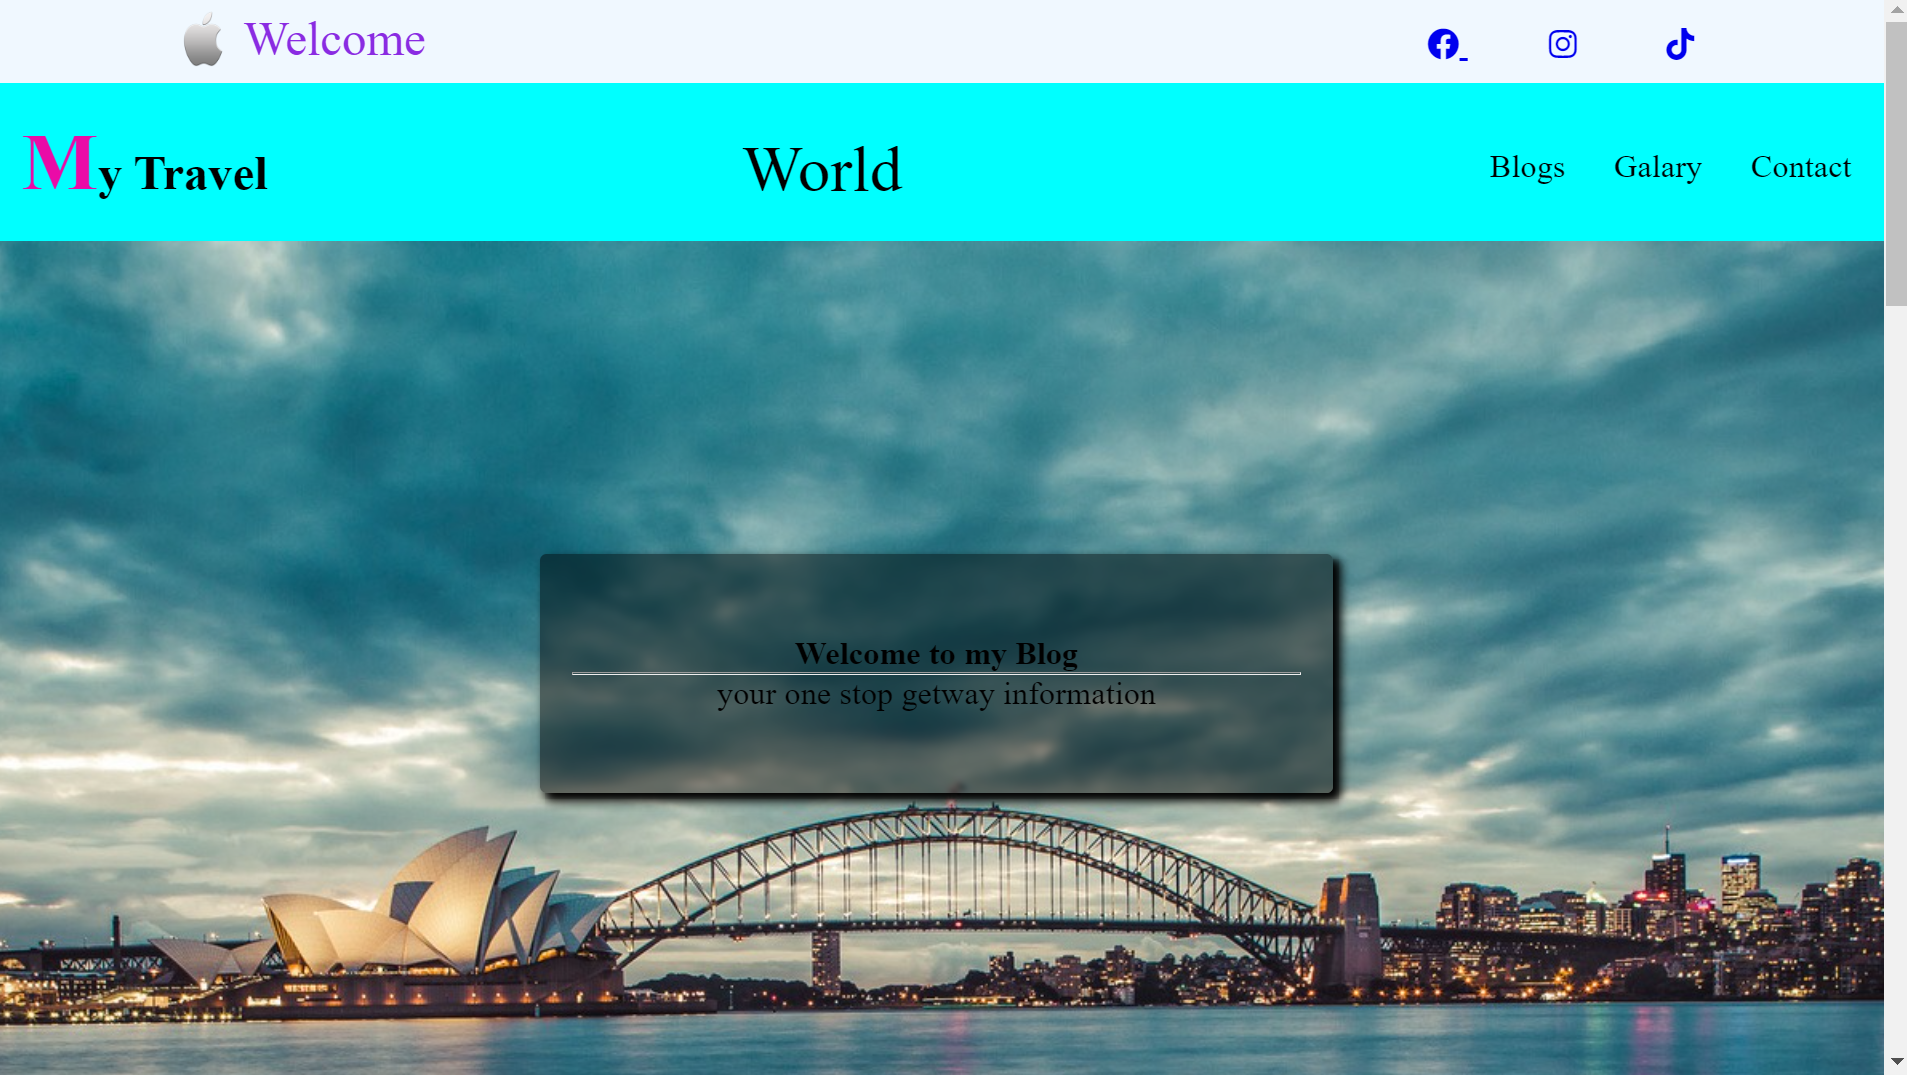 Welcome
My Travel
World
Blogs Galary Contact
Welcome to my Blog
your one stop getway information